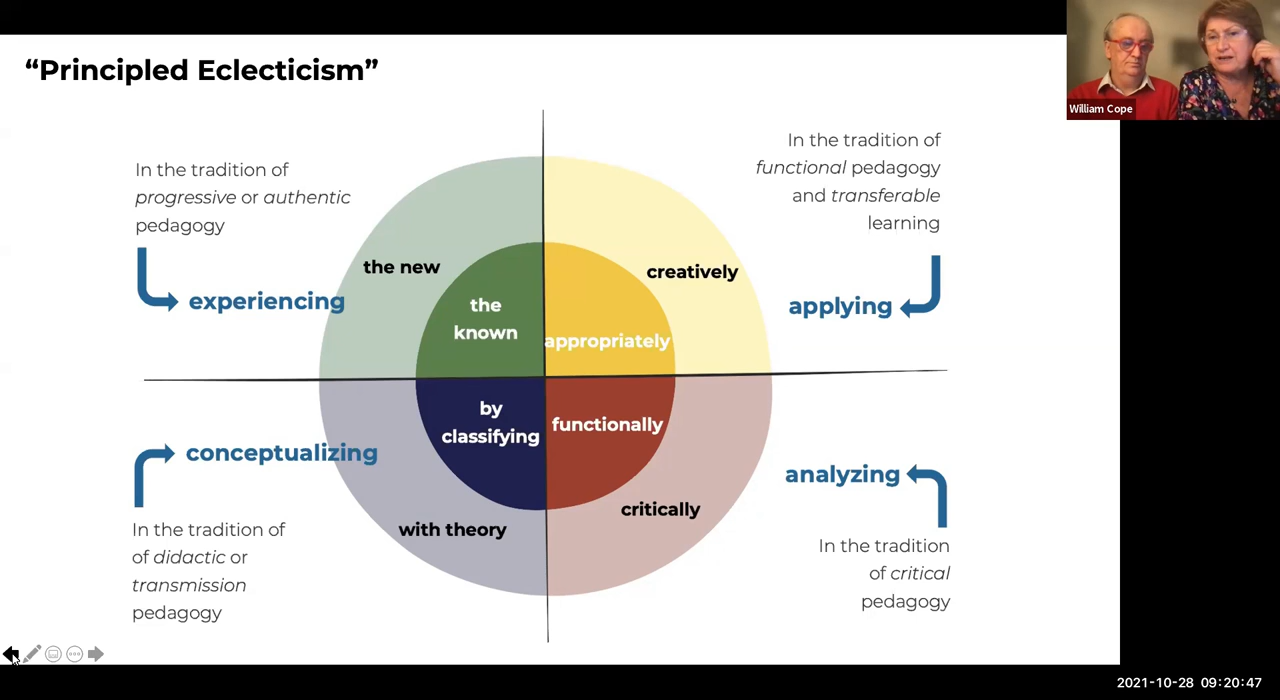 “Principled Eclecticism”
William Cope
In the tradition of
progressive or authentic
pedagogy
experiencing
the new
the
known
In the tradition of
functional pedagogy
and transferable
learning
creatively
applying
appropriately
by
classifying
conceptualizing
with theory
In the tradition of
of didactic or
transmission
pedagogy
functionally
critically
analyzing
In the tradition
of critical
pedagogy
2021-10-28 09:20:47